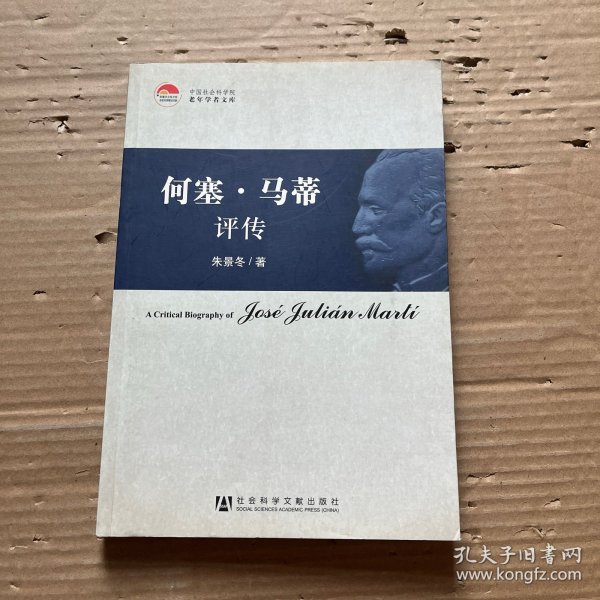 中国社会科学院
老年学者文库
何塞·马蒂
评传
朱景冬/著
A Critical Biography of José Julián Martí
社会科学文献出版社
SOCIAL SCIENCES ACADEMIC PRESS (CHINA)
孔夫子旧书网
www.kongfz.com